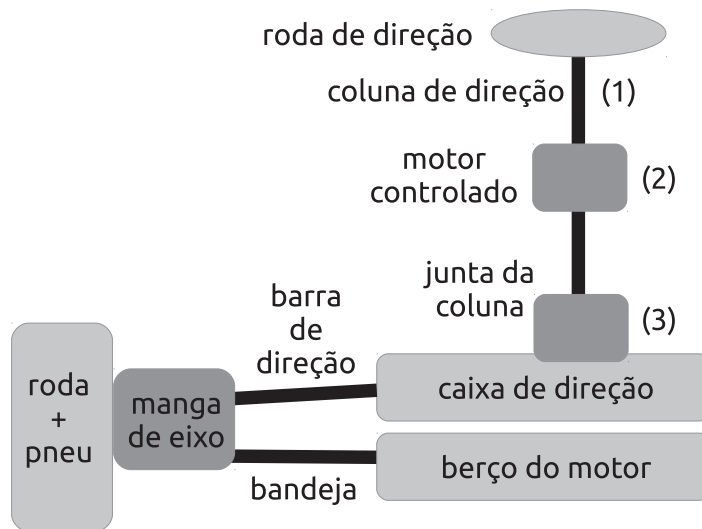 roda de direção
coluna de direção (1)
motor
controlado (2)
junta da
coluna (3)
barra
de
direção
roda
+
pneu
manga
de eixo
caixa de direção
berço do motor
bandeja